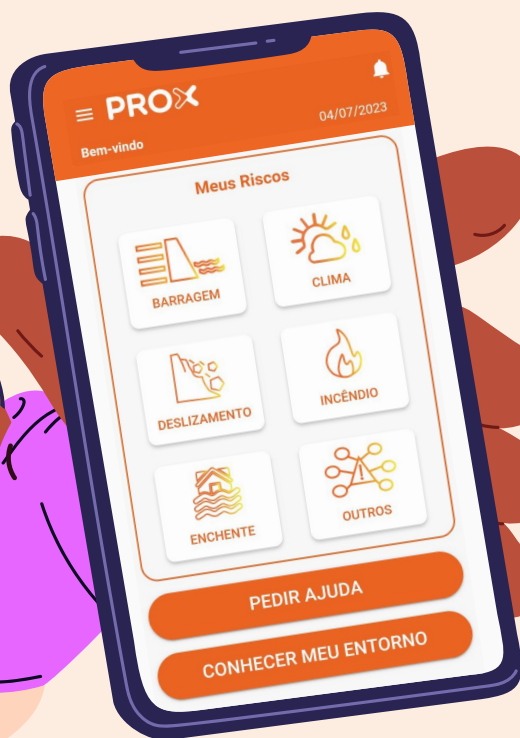 PROX
Bem-vindo
04/07/2023
Meus Riscos
BARRAGEM
CLIMA
DESLIZAMENTO
INCÊNDIO
ENCHENTE
OUTROS
PEDIR AJUDA
CONHECER MEU ENTORNO